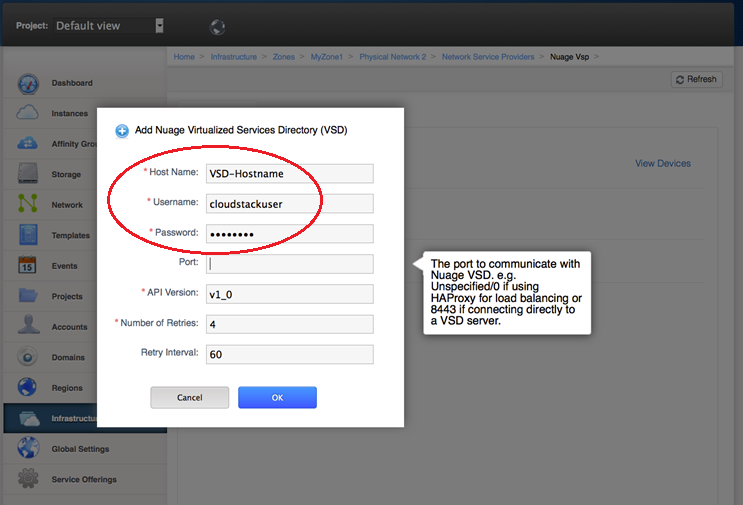 Project: Default view
Home > Infrastructure > Zones > MyZone1 > Physical Network 2 > Network Service Providers > Nuage Vsp >
Refresh
Dashboard
Instances
Affinity Grou
Storage
Network
Templates
Events
Projects
Accounts
Domains
Regions
Infrastructu
Global Settings
Service Offerings
View Devices
Add Nuage Virtualized Services Directory (VSD)
* Host Name: VSD-Hostname
* Username: cloudstackuser
* Password: ••••••••
Port:
* API Version: v1_0
* Number of Retries: 4
Retry Interval: 60
Cancel
OK
The port to communicate with
Nuage VSD. e.g.
Unspecified/0 if using
HAProxy for load balancing or
8443 if connecting directly to
a VSD server.
15